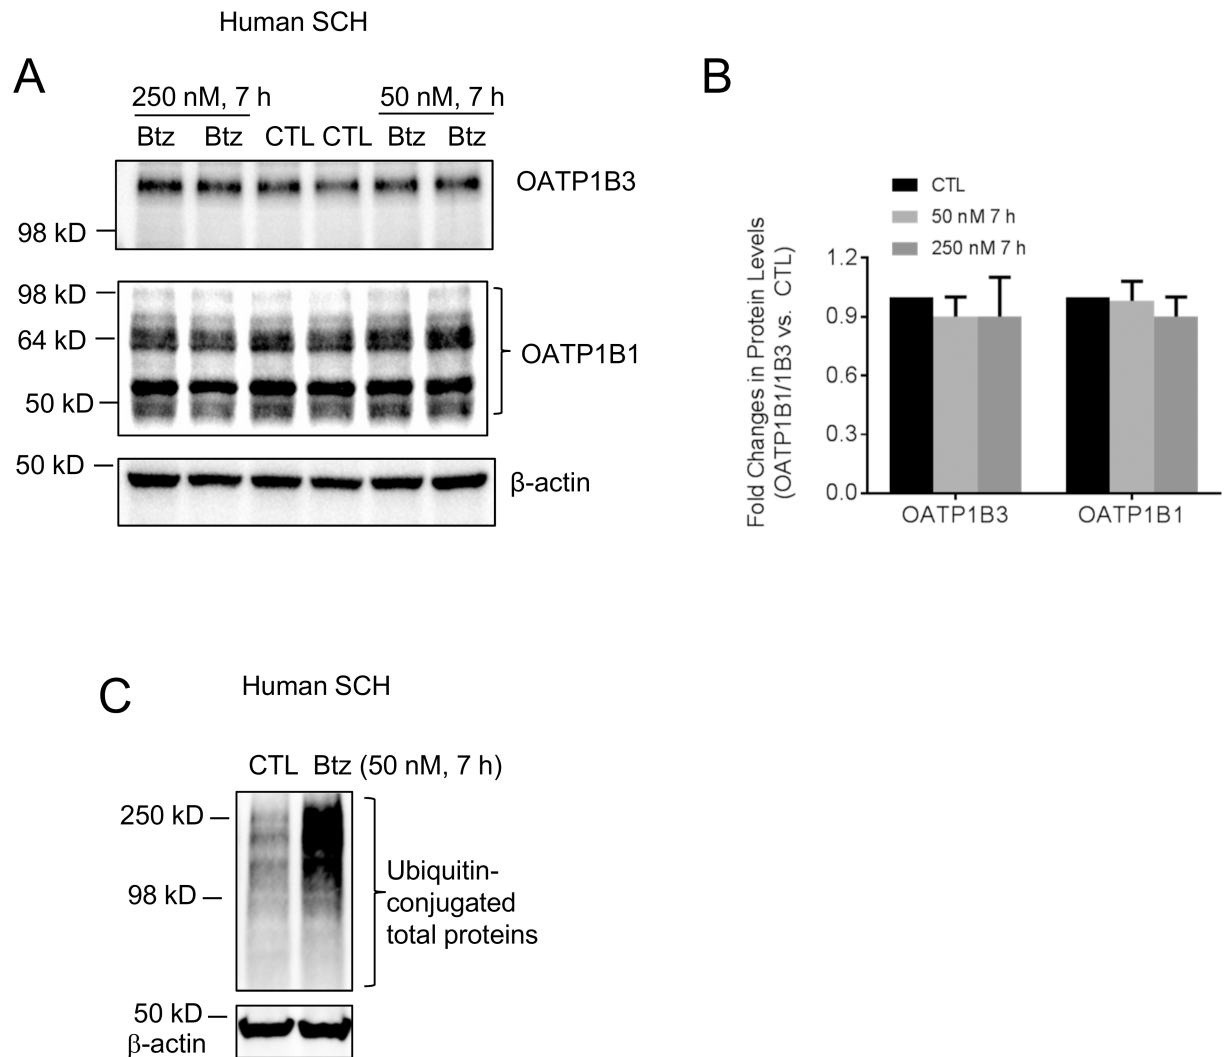 Human SCH
A
250 nM, 7 h
50 nM, 7 h
Btz Btz CTL CTL Btz Btz
OATP1B3
98 kD
98 kD
64 kD
OATP1B1
50 kD
50 kD
β-actin
B
CTL
50 nM 7 h
250 nM 7 h
Fold Changes in Protein Levels
(OATP1B1/1B3 vs. CTL)
1.2
0.9
0.6
0.3
0.0
OATP1B3 OATP1B1
C
Human SCH
CTL Btz (50 nM, 7 h)
250 kD
98 kD
Ubiquitin-
conjugated
total proteins
50 kD
β-actin